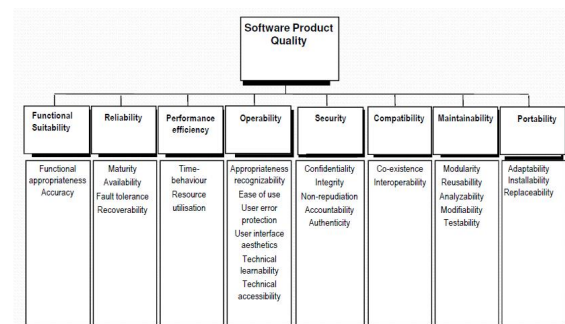 Software Product
Quality
Functional
Suitability
Reliability
Performance
efficiency
Operability
Security
Compatibility
Maintainability
Portability
Functional
appropriateness
Accuracy
Maturity
Availability
Fault tolerance
Recoverability
Time-
behaviour
Resource
utilisation
Appropriateness
recognizability
Ease of use
User error
protection
User interface
aesthetics
Technical
learnability
Technical
accessibility
Confidentiality
Integrity
Non-repudiation
Accountability
Authenticity
Co-existence
Interoperability
Modularity
Reusability
Analyzability
Modifiability
Testability
Adaptability
Installability
Replaceability